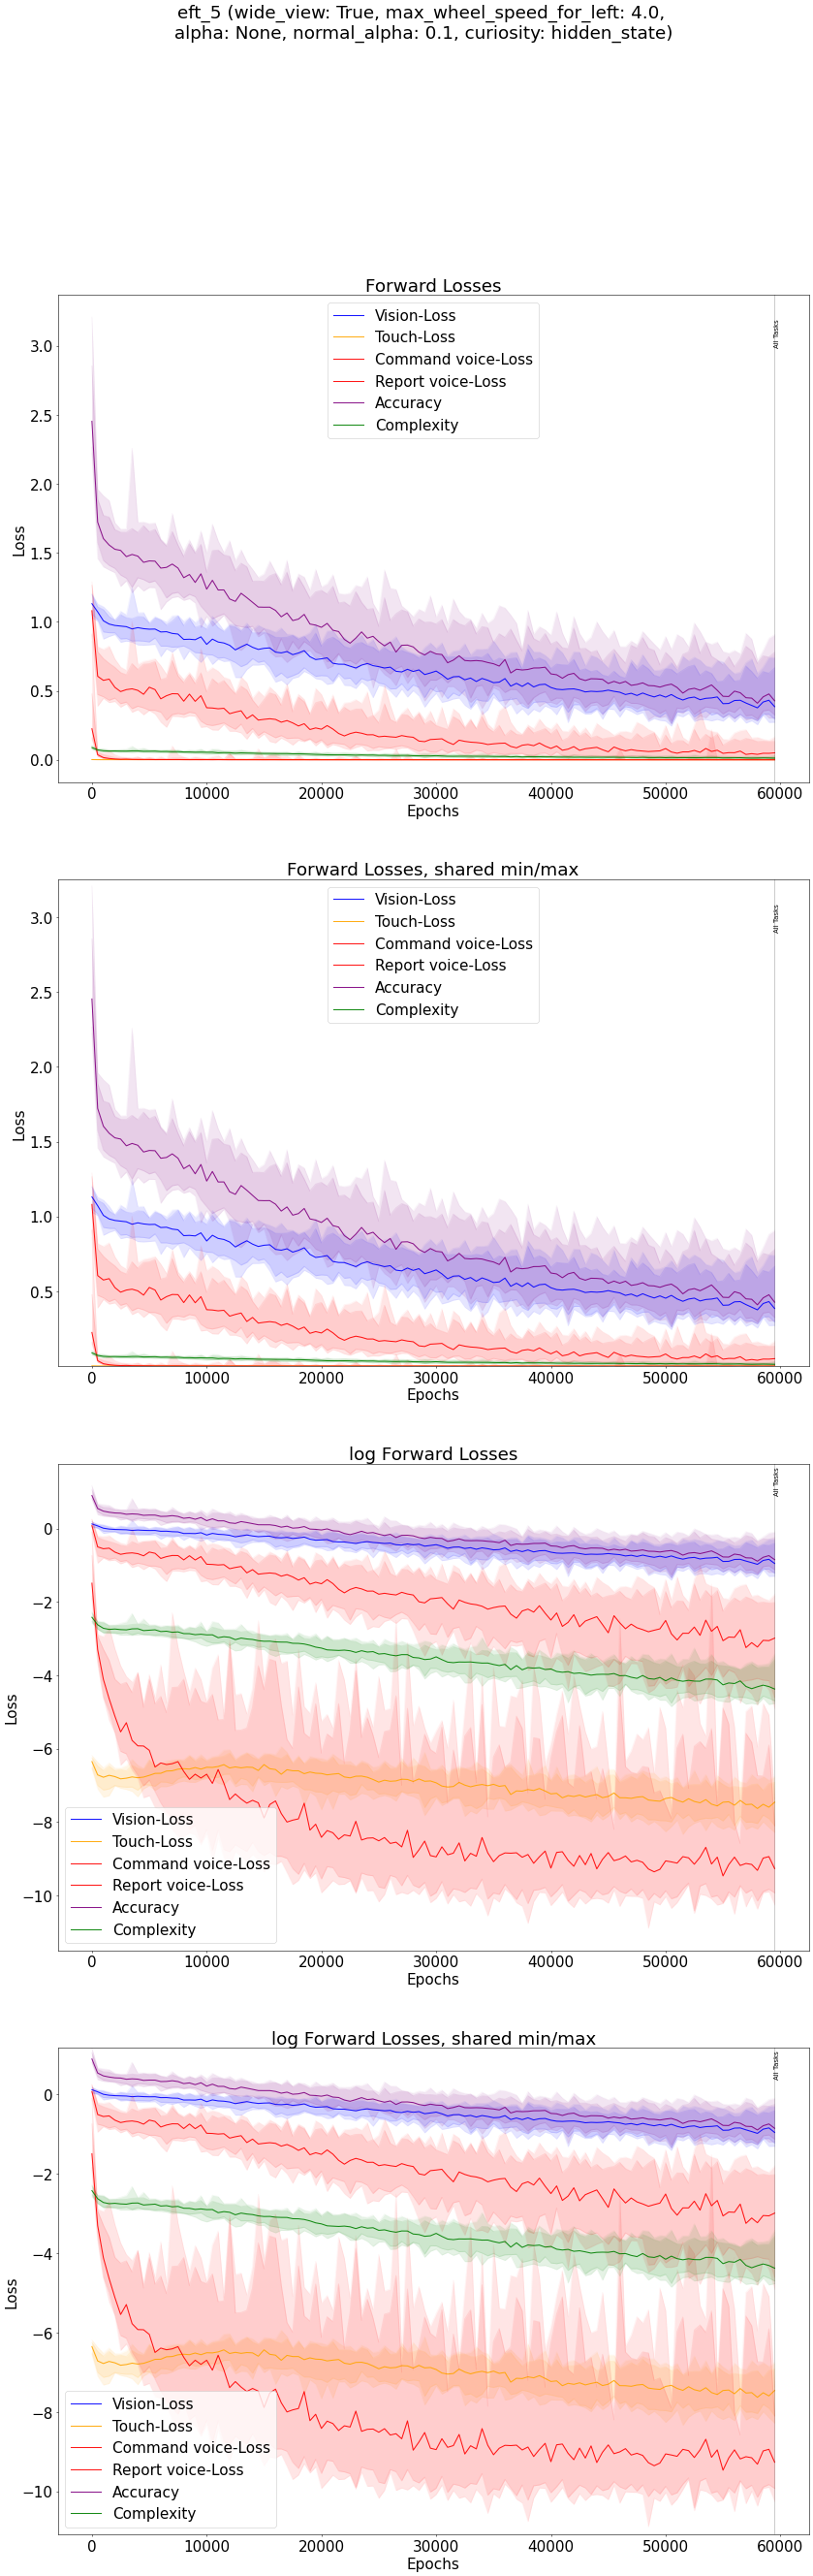 eft_5 (wide_view: True, max_wheel_speed_for_left: 4.0,
alpha: None, normal_alpha: 0.1, curiosity: hidden_state)
Forward Losses
Vision-Loss
Touch-Loss
Command voice-Loss
Report voice-Loss
Accuracy
Complexity
All Tasks
3.0
2.5
2.0
1.5
1.0
0.5
0.0
Loss
0 10000 20000 30000 40000 50000 60000
Epochs
Forward Losses, shared min/max
Vision-Loss
Touch-Loss
Command voice-Loss
Report voice-Loss
Accuracy
Complexity
All Tasks
3.0
2.5
2.0
1.5
1.0
0.5
Loss
0 10000 20000 30000 40000 50000 60000
Epochs
log Forward Losses
All Tasks
0
−2
−4
−6
−8
−10
Loss
Vision-Loss
Touch-Loss
Command voice-Loss
Report voice-Loss
Accuracy
Complexity
0 10000 20000 30000 40000 50000 60000
Epochs
log Forward Losses, shared min/max
All Tasks
0
−2
−4
−6
−8
−10
Loss
Vision-Loss
Touch-Loss
Command voice-Loss
Report voice-Loss
Accuracy
Complexity
0 10000 20000 30000 40000 50000 60000
Epochs